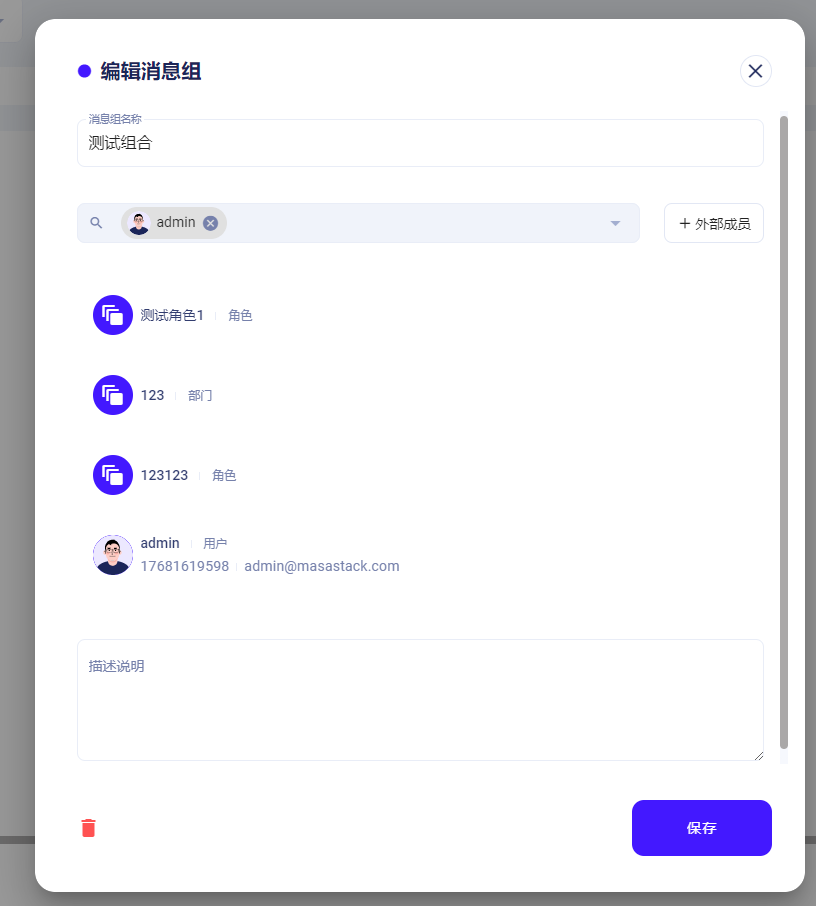 编辑消息组
消息组名称
测试组合
admin
外部成员
测试角色1 角色
123 部门
123123 角色
admin 用户
17681619598 admin@masastack.com
描述说明
保存